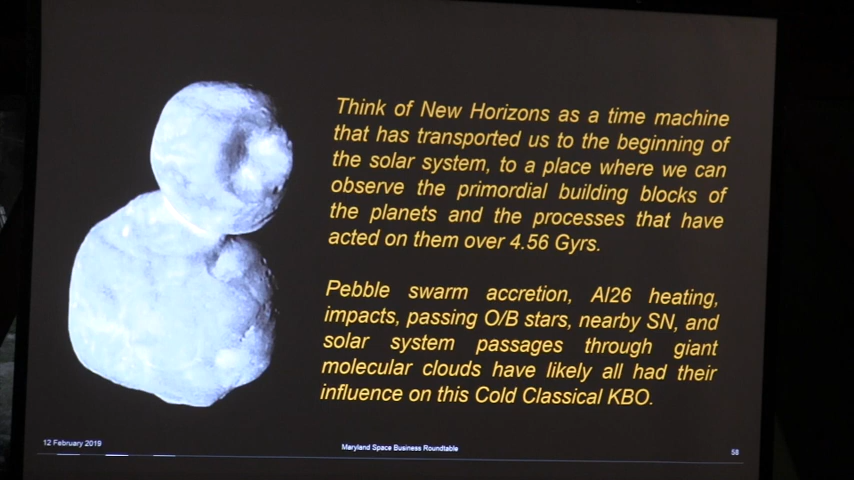 Think of New Horizons as a time machine
that has transported us to the beginning of
the solar system, to a place where we can
observe the primordial building blocks of
the planets and the processes that have
acted on them over 4.56 Gyrs.
Pebble swarm accretion, Al26 heating,
impacts, passing O/B stars, nearby SN, and
solar system passages through giant
molecular clouds have likely all had their
influence on this Cold Classical KBO.
12 February 2019
Maryland Space Business Roundtable
58